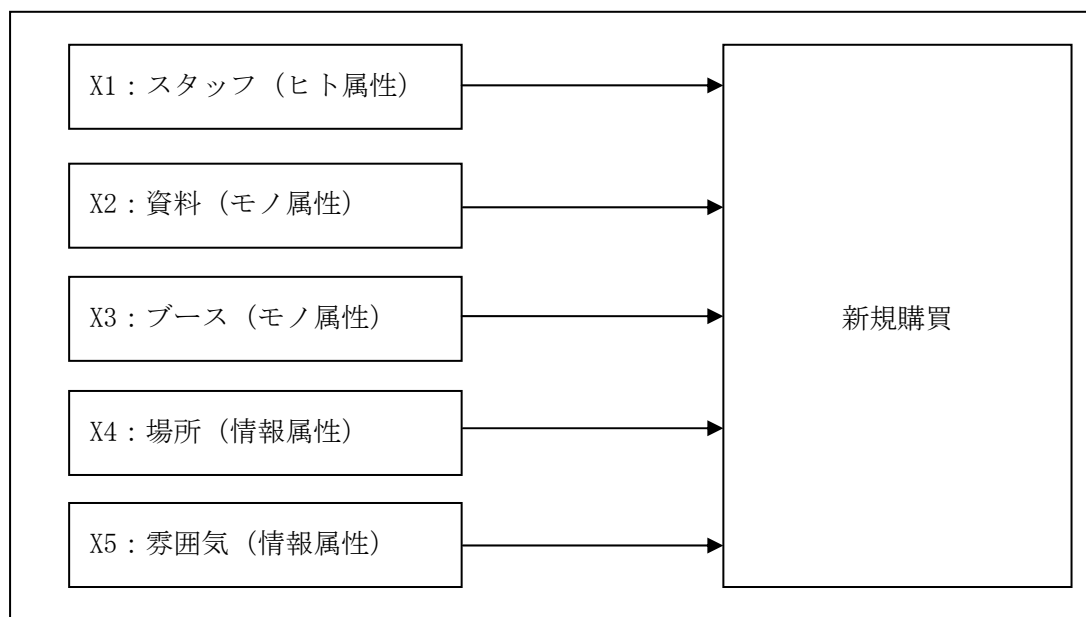 X1：スタッフ（ヒト属性）
X2：資料（モノ属性）
X3：ブース（モノ属性）
新規購買
X4：場所（情報属性）
X5：雰囲気（情報属性）